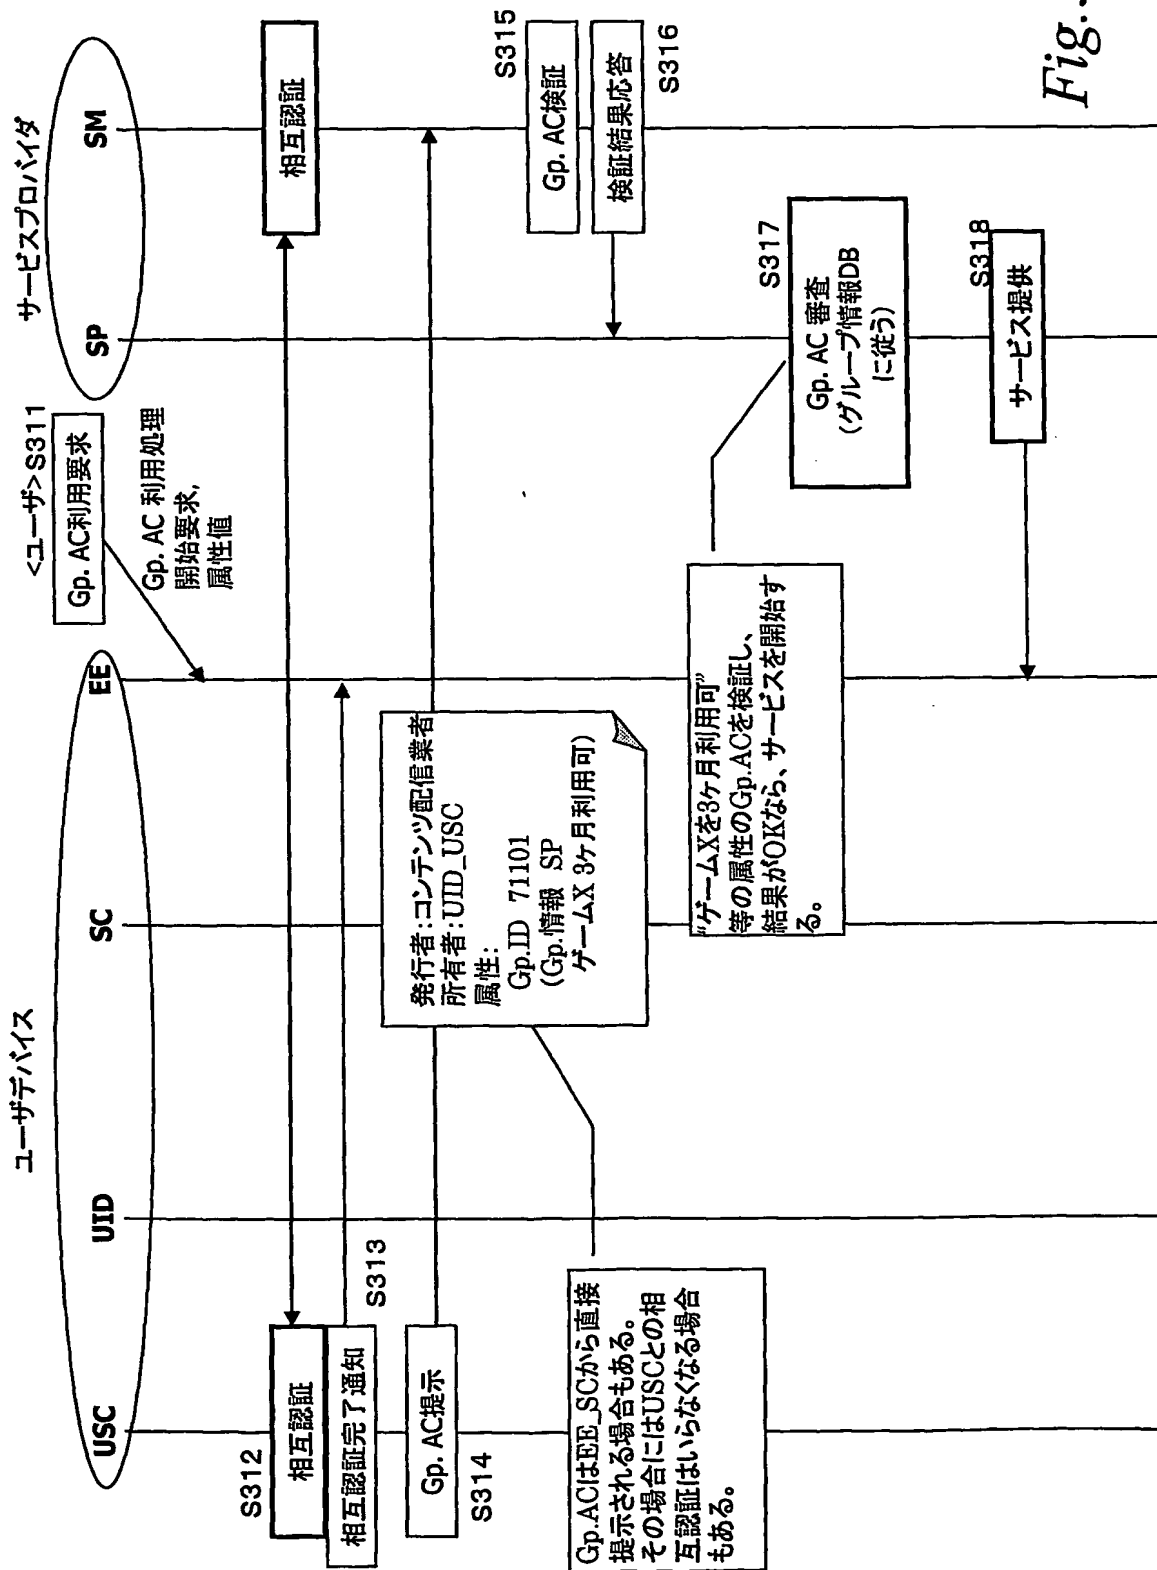 ユーザデバイス
サービスプロバイダ
USC
UID
SC
EE
SP
SM
<ユーザ>S311
Gp. AC利用要求
Gp. AC 利用処理
開始要求,
属性値
S312
相互認証
相互認証
相互認証完了通知
S313
Gp. AC提示
S314
発行者:コンテンツ配信業者
所有者:UID_USC
属性:
Gp.ID 71101
(Gp.情報 SP
ゲームX 3ヶ月利用可)
S315
Gp. AC検証
検証結果応答
S316
Gp.ACはEE_SCから直接
提示される場合もある。
その場合にはUSCとの相
互認証はいらなくなる場合
もある。
“ゲームXを3ヶ月利用可”
等の属性のGp.ACを検証し、
結果がOKなら、サービスを開始す
る。
S317
Gp. AC 審査
(グループ情報DB
に従う)
S318
サービス提供
Fig.